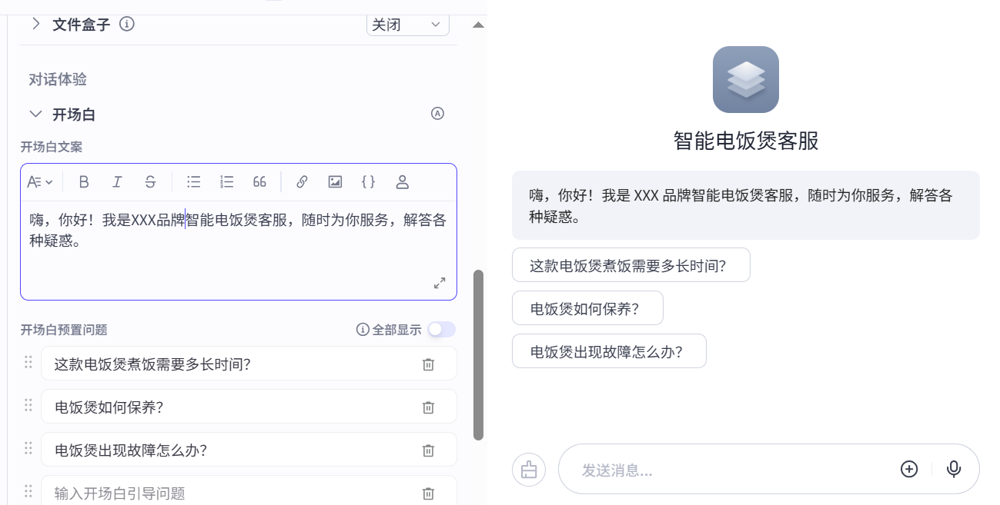 文件盒子
关闭
对话体验
开场白
开场白文案
嗨，你好！我是XXX品牌智能电饭煲客服，随时为你服务，解答各
种疑惑。
开场白预置问题
全部显示
这款电饭煲煮饭需要多长时间？
电饭煲如何保养？
电饭煲出现故障怎么办？
输入开场白引导问题
智能电饭煲客服
嗨，你好！我是 XXX 品牌智能电饭煲客服，随时为你服务，解答各
种疑惑。
这款电饭煲煮饭需要多长时间？
电饭煲如何保养？
电饭煲出现故障怎么办？
发送消息...